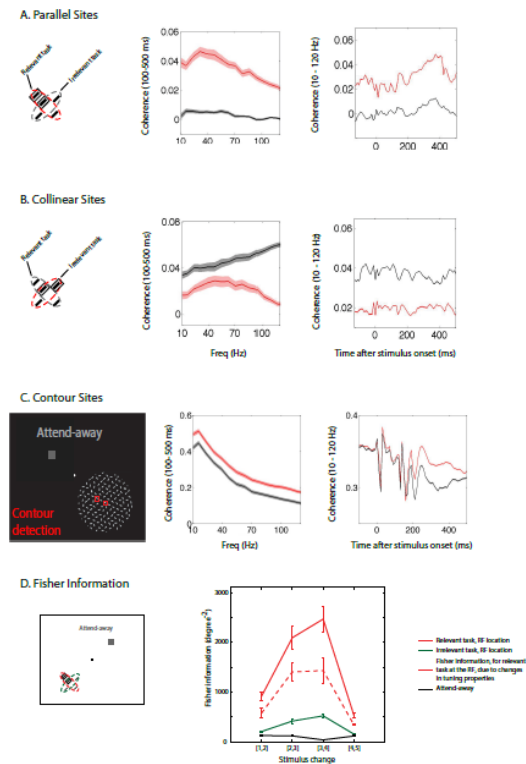 A. Parallel Sites
Relevant task
Irrelevant task
Coherence (100-500 ms)
0.06
0.04
0.02
0
10 40 70 100
Coherence (10 - 120 Hz)
0.06
0.04
0.02
0
0 200 400
B. Collinear Sites
Relevant task
Irrelevant task
Coherence (100-500 ms)
0.04
0
10 40 70 100
Freq (Hz)
Coherence (10 - 120 Hz)
0.06
0.04
0.02
0 200 400
Time after stimulus onset (ms)
C. Contour Sites
Attend-away
Contour
detection
Coherence (100-500 ms)
0.6
0.4
0.2
0
10 40 70 100
Freq (Hz)
Coherence (10 - 120 Hz)
0.4
0.3
0 200 400
Time after stimulus onset (ms)
D. Fisher Information
Attend-away
Fisher information (degree⁻²)
3000
2000
1000
0
[1,2] [2,3] [3,4] [4,5]
Stimulus change
Relevant task, RF location
Irrelevant task, RF location
Fisher information, for relevant
task at the RF, due to changes
in tuning properties
Attend-away